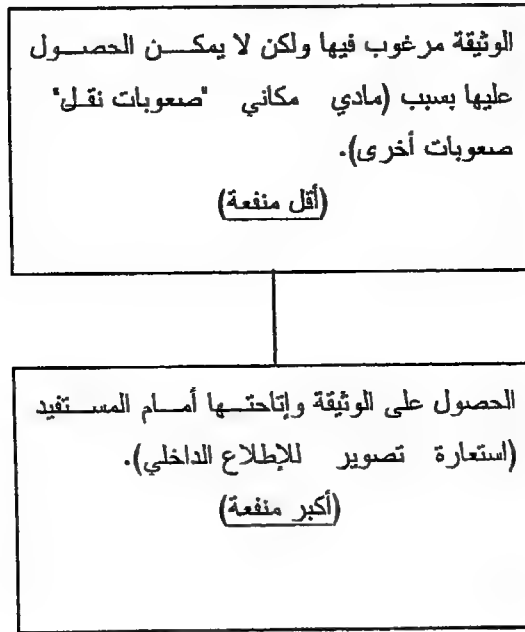 الوثيقة مرغوب فيها ولكن لا يمكن الحصول
عليها بسبب (مادي مكاني "صعوبات نقل"
صعوبات أخرى).
(أقل منفعة)
الحصول على الوثيقة وإتاحتها أمام المستفيد
(استعارة تصوير للإطلاع الداخلي).
(أكبر منفعة)